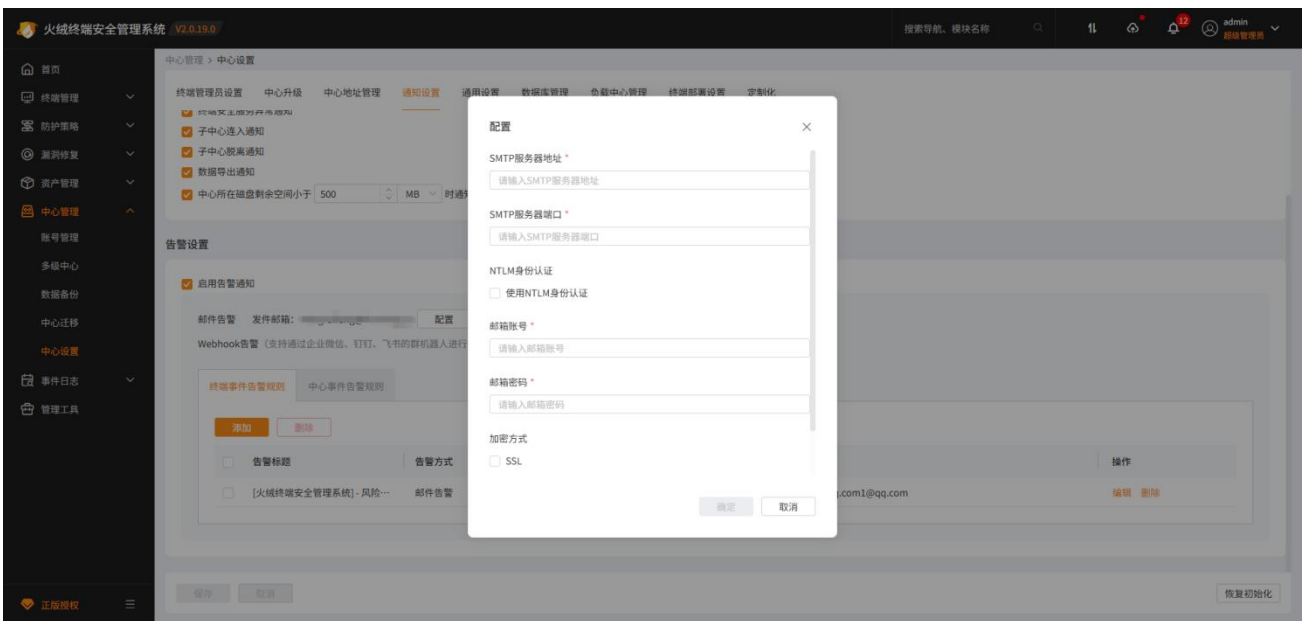 火绒终端安全管理系统 V2.0.19.0
搜索导航、模块名称
12
admin
超级管理员
首页
终端管理
防护策略
漏洞修复
资产管理
中心管理
账号管理
多级中心
数据备份
中心迁移
中心设置
事件日志
管理工具
正版授权
中心管理 > 中心设置
终端管理员设置 中心升级 中心地址管理 通知设置 通用设置 数据库管理 负载中心管理 终端部署设置 定制化
终端安全服务异常通知
子中心连入通知
子中心脱离通知
数据导出通知
中心所在磁盘剩余空间小于 500 MB 时通知
告警设置
启用告警通知
邮件告警 发件邮箱： 配置
Webhook告警（支持通过企业微信、钉钉、飞书的群机器人进行
终端事件告警规则 中心事件告警规则
添加 删除
告警标题 告警方式 操作
[火绒终端安全管理系统] - 风险… 邮件告警 .com1@qq.com 编辑 删除
保存 取消 恢复初始化
配置
SMTP服务器地址 *
请输入SMTP服务器地址
SMTP服务器端口 *
请输入SMTP服务器端口
NTLM身份认证
使用NTLM身份认证
邮箱账号 *
请输入邮箱账号
邮箱密码 *
请输入邮箱密码
加密方式
SSL
确定 取消